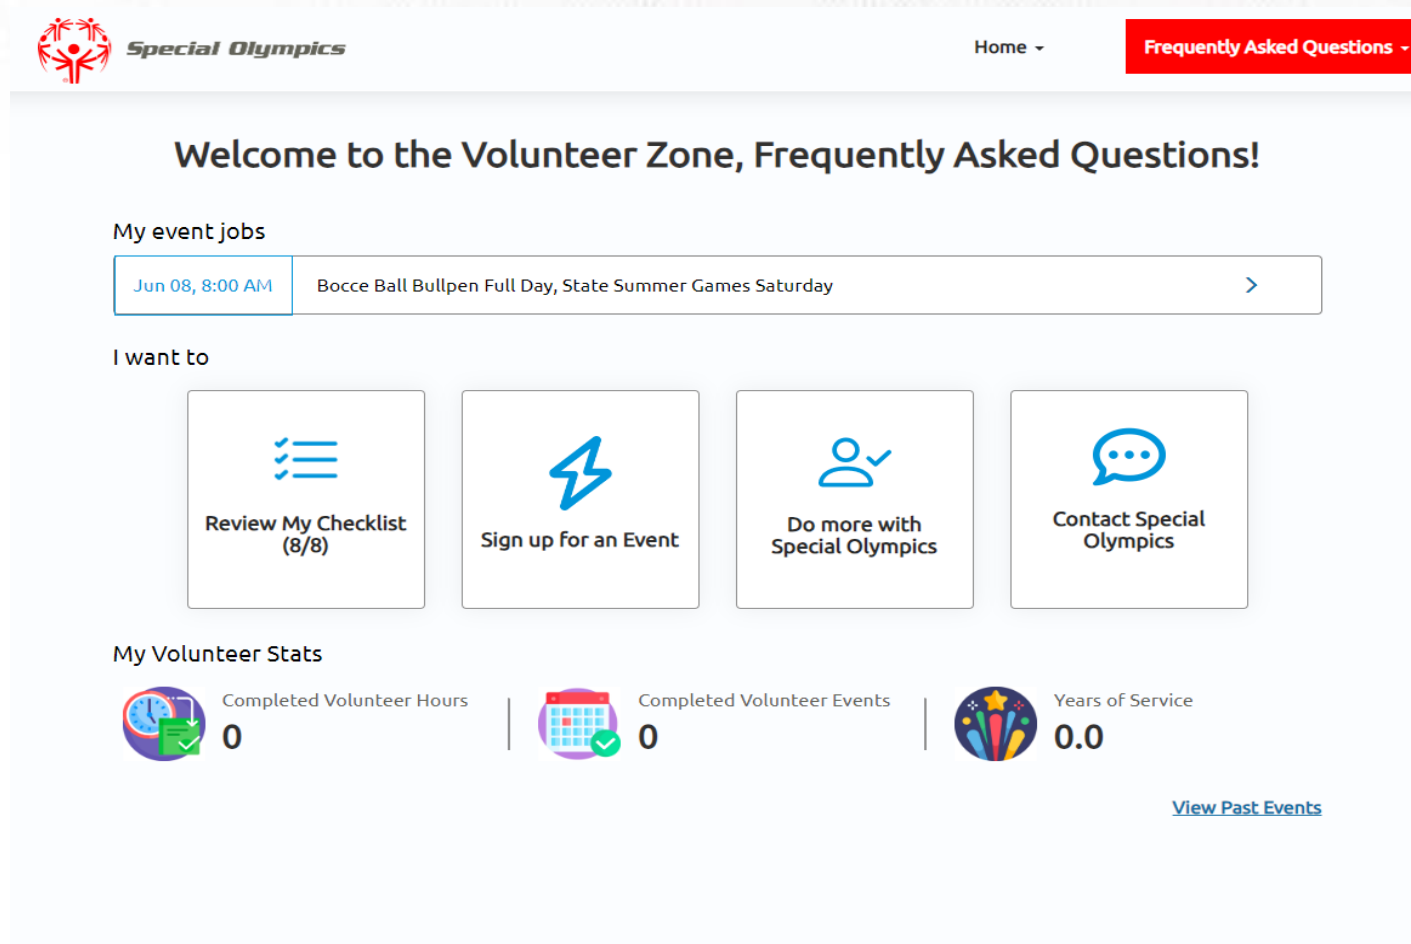 Special Olympics
Home
Frequently Asked Questions
Welcome to the Volunteer Zone, Frequently Asked Questions!
My event jobs
Jun 08, 8:00 AM
Bocce Ball Bullpen Full Day, State Summer Games Saturday
I want to
Review My Checklist
(8/8)
Sign up for an Event
Do more with
Special Olympics
Contact Special
Olympics
My Volunteer Stats
Completed Volunteer Hours
0
Completed Volunteer Events
0
Years of Service
0.0
View Past Events